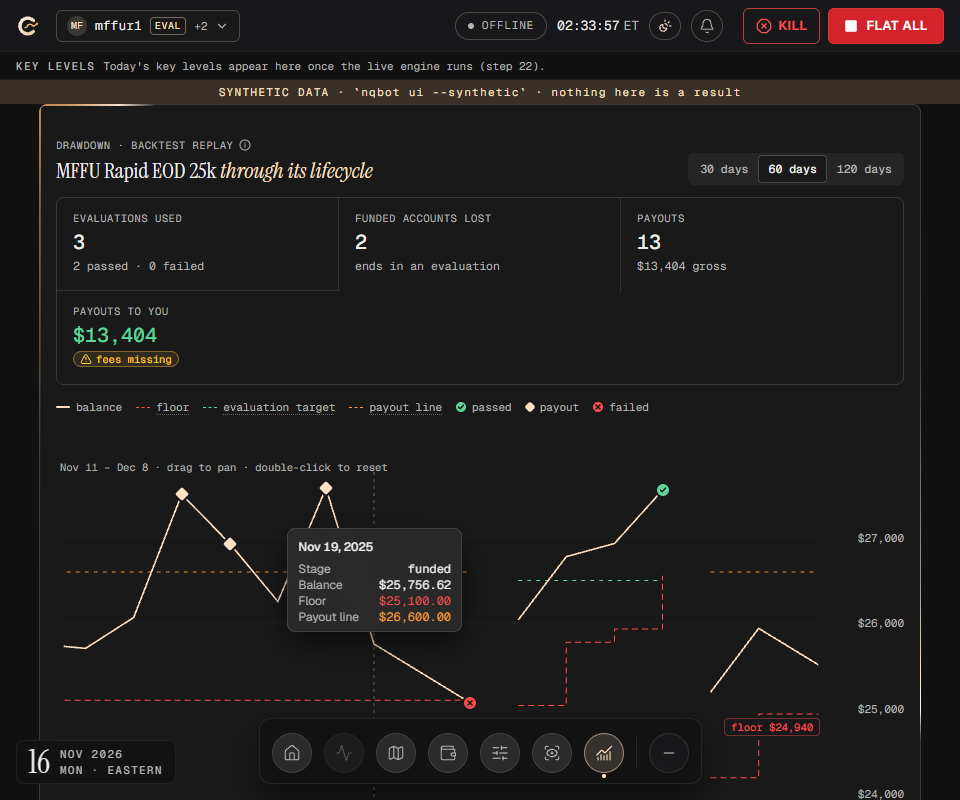 MF mffur1 EVAL +2
OFFLINE
02:33:57 ET
KILL
FLAT ALL
KEY LEVELS Today's key levels appear here once the live engine runs (step 22).
SYNTHETIC DATA · `nqbot ui --synthetic` · nothing here is a result
DRAWDOWN · BACKTEST REPLAY
MFFU Rapid EOD 25k through its lifecycle
30 days 60 days 120 days
EVALUATIONS USED
3
2 passed · 0 failed
FUNDED ACCOUNTS LOST
2
ends in an evaluation
PAYOUTS
13
$13,404 gross
PAYOUTS TO YOU
$13,404
fees missing
balance floor evaluation target payout line passed payout failed
Nov 11 – Dec 8 · drag to pan · double-click to reset
$27,000
Nov 19, 2025
Stage funded
Balance $25,756.62
Floor $25,100.00
Payout line $26,600.00
$26,000
$25,000
floor $24,940
$24,000
16 NOV 2026
MON · EASTERN